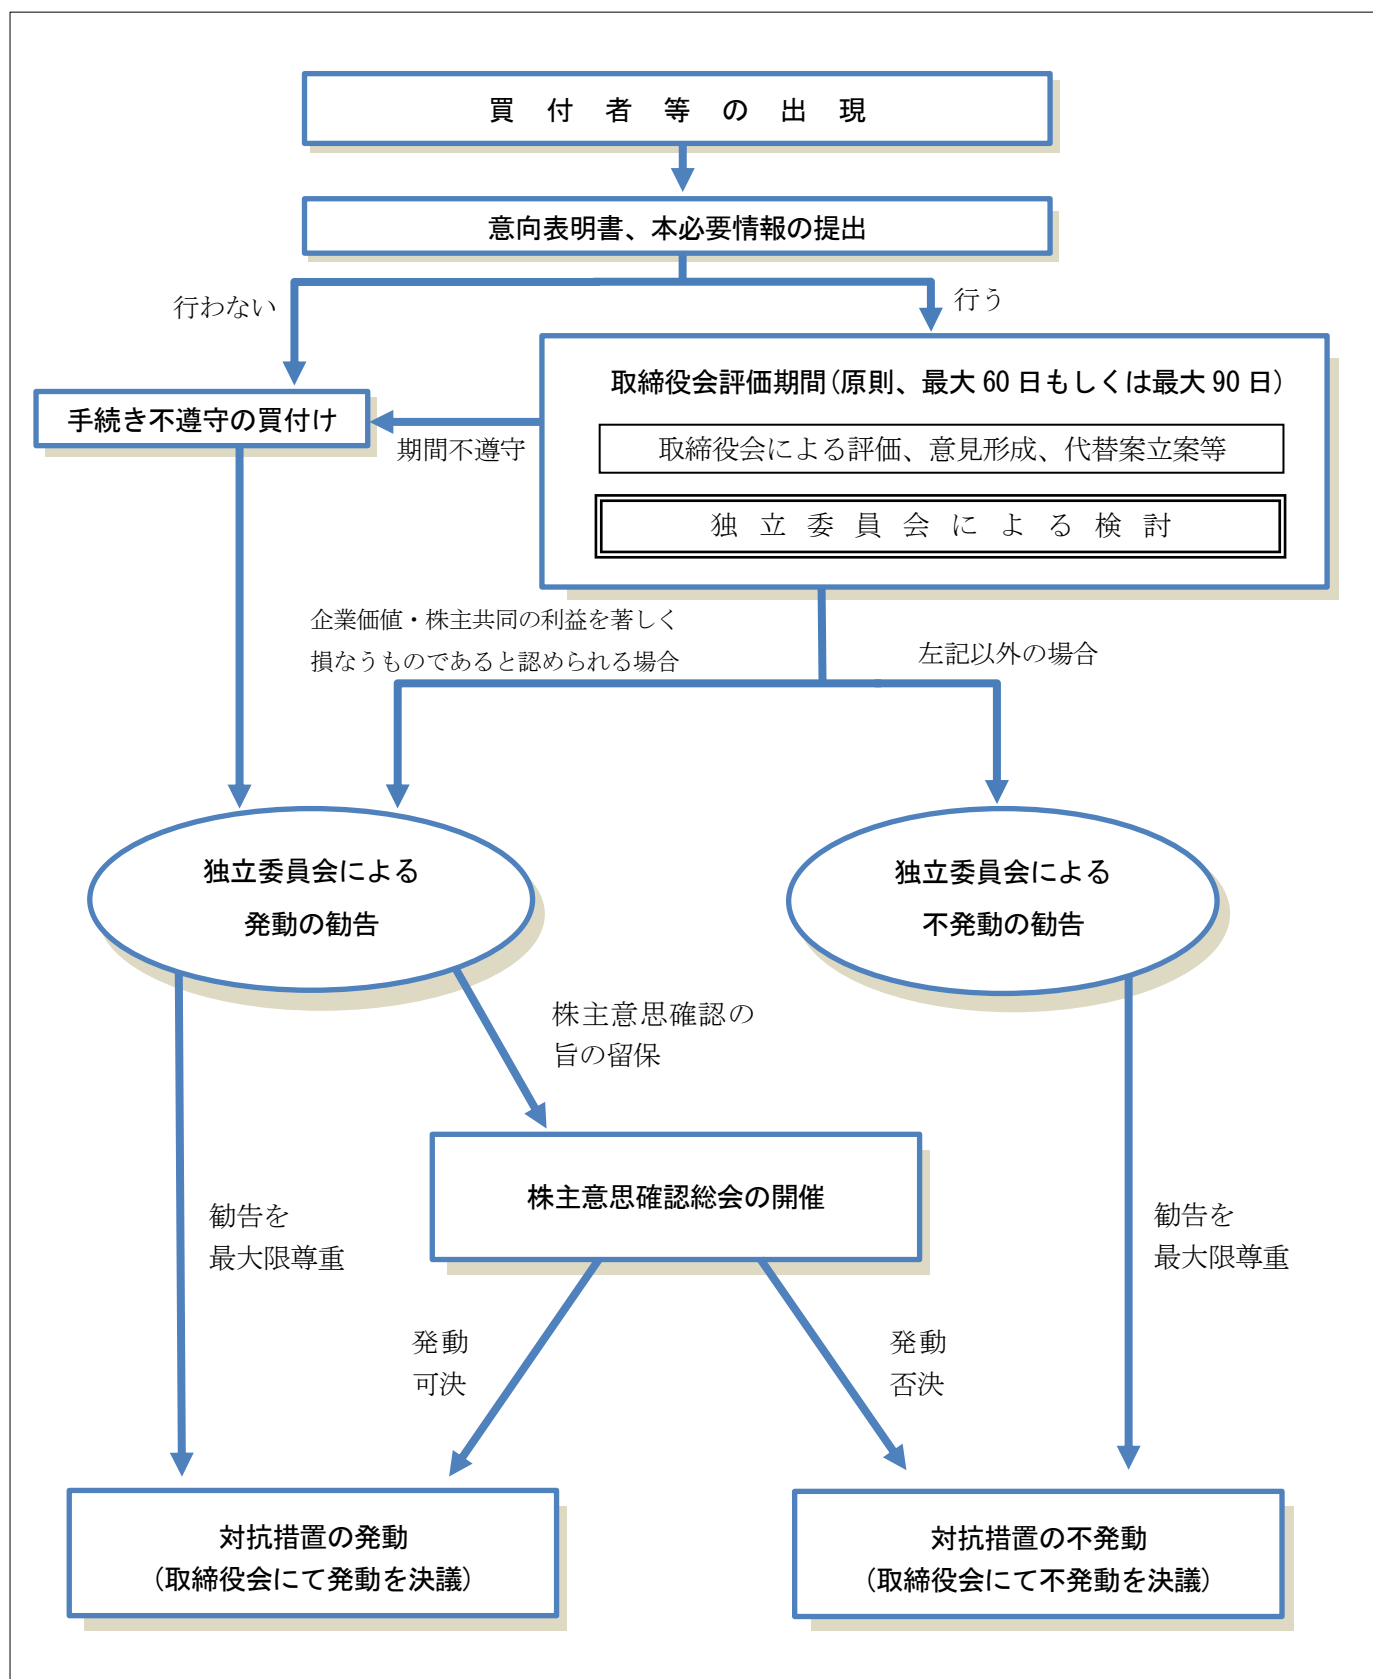 買付者等の出現
意向表明書、本必要情報の提出
行わない
行う
取締役会評価期間(原則、最大60日もしくは最大90日)
手続き不遵守の買付け
期間不遵守
取締役会による評価、意見形成、代替案立案等
独立委員会による検討
企業価値・株主共同の利益を著しく
損なうものであると認められる場合
左記以外の場合
独立委員会による
発動の勧告
独立委員会による
不発動の勧告
株主意思確認の
旨の留保
株主意思確認総会の開催
勧告を
最大限尊重
勧告を
最大限尊重
発動
可決
発動
否決
対抗措置の発動
(取締役会にて発動を決議)
対抗措置の不発動
(取締役会にて不発動を決議)